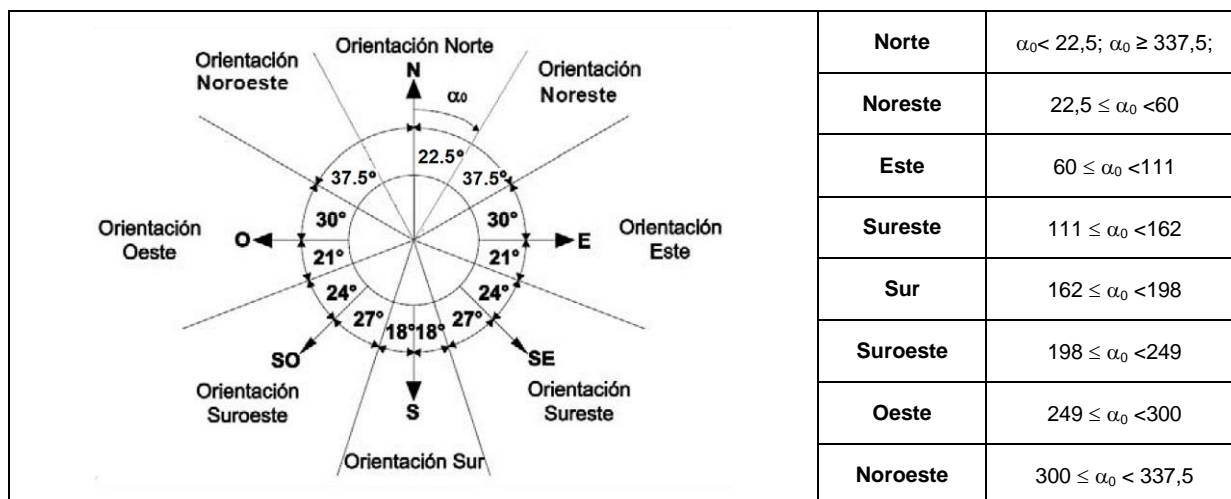 Orientación Norte
N
α₀
Orientación
Noroeste
Orientación
Noreste
22.5°
37.5°
37.5°
30°
30°
Orientación
Oeste
O
E
Orientación
Este
21°
21°
24°
24°
27°
18°
18°
27°
SO
SE
Orientación
Suroeste
S
Orientación
Sureste
Orientación Sur
Norte α₀< 22,5; α₀ ≥ 337,5;
Noreste 22,5 ≤ α₀ <60
Este 60 ≤ α₀ <111
Sureste 111 ≤ α₀ <162
Sur 162 ≤ α₀ <198
Suroeste 198 ≤ α₀ <249
Oeste 249 ≤ α₀ <300
Noroeste 300 ≤ α₀ < 337,5